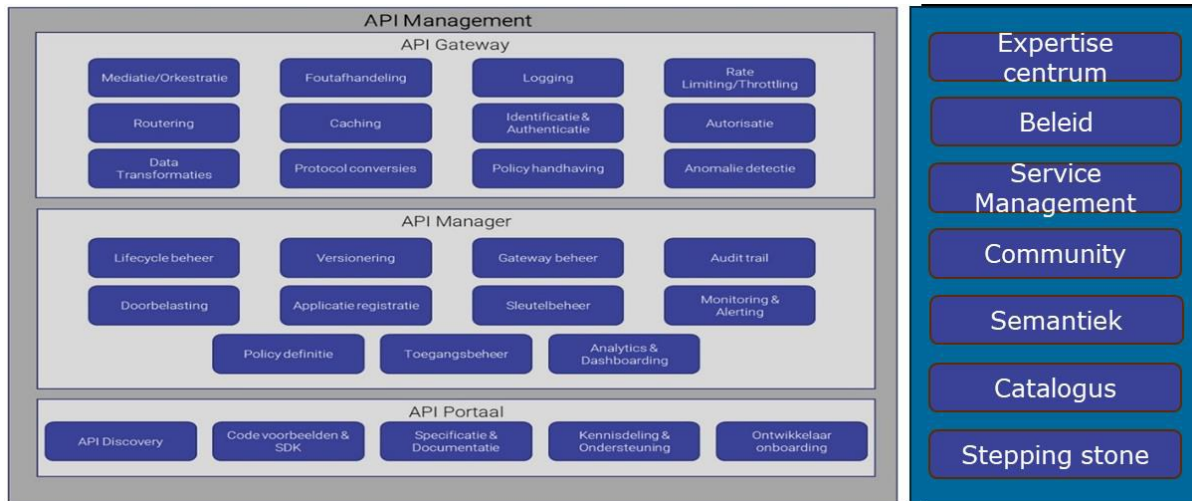 API Management
API Gateway
Mediatie/Orkestratie
Foutafhandeling
Logging
Rate
Limiting/Throttling
Routering
Caching
Identificatie &
Authenticatie
Autorisatie
Data
Transformaties
Protocol conversies
Policy handhaving
Anomalie detectie
API Manager
Lifecycle beheer
Versionering
Gateway beheer
Audit trail
Doorbelasting
Applicatie registratie
Sleutelbeheer
Monitoring &
Alerting
Policy definitie
Toegangsbeheer
Analytics &
Dashboarding
API Portaal
API Discovery
Code voorbeelden &
SDK
Specificatie &
Documentatie
Kennisdeling &
Ondersteuning
Ontwikkelaar
onboarding
Expertise
centrum
Beleid
Service
Management
Community
Semantiek
Catalogus
Stepping stone